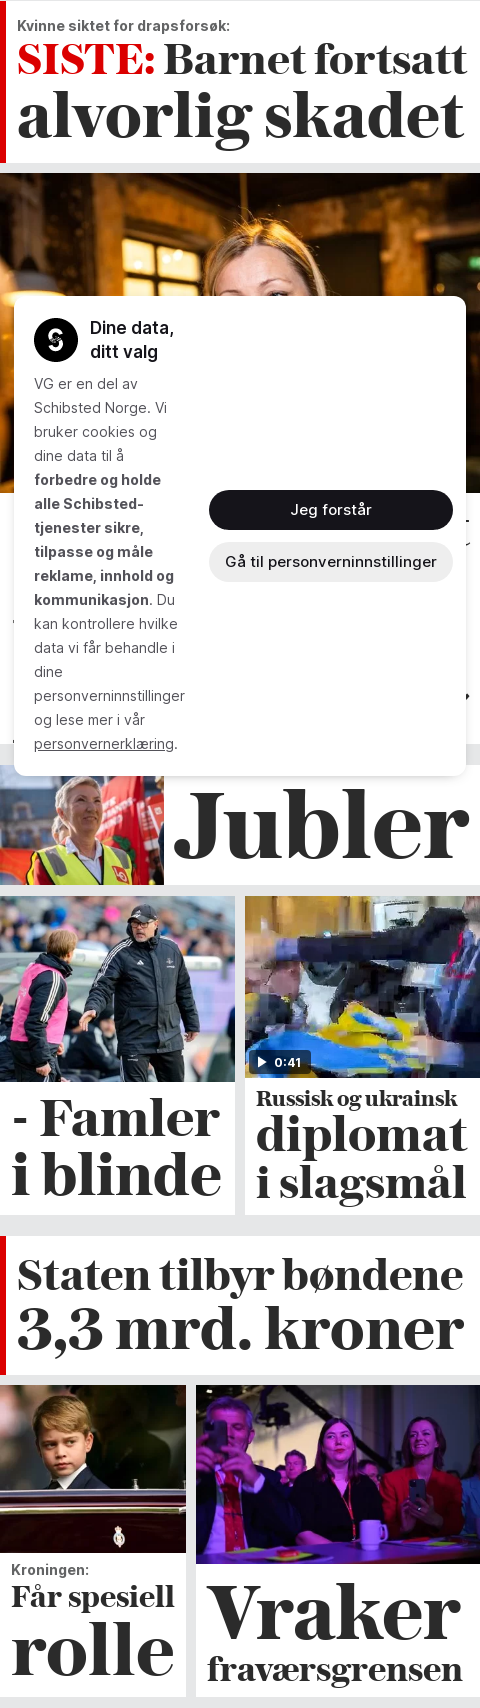 Kvinne siktet for drapsforsøk:
SISTE: Barnet fortsatt
alvorlig skadet
Dine data,
ditt valg
VG er en del av
Schibsted Norge. Vi
bruker cookies og
dine data til å
forbedre og holde
alle Schibsted-
tjenester sikre,
tilpasse og måle
reklame, innhold og
kommunikasjon. Du
kan kontrollere hvilke
data vi får behandle i
dine
personverninnstillinger
og lese mer i vår
personvernerklæring.
Jeg forstår
Gå til personverninnstillinger
Jubler
- Famler
i blinde
0:41
Russisk og ukrainsk
diplomat
i slagsmål
Staten tilbyr bøndene
3,3 mrd. kroner
Kroningen:
Får spesiell
rolle
Vraker
fraværsgrensen